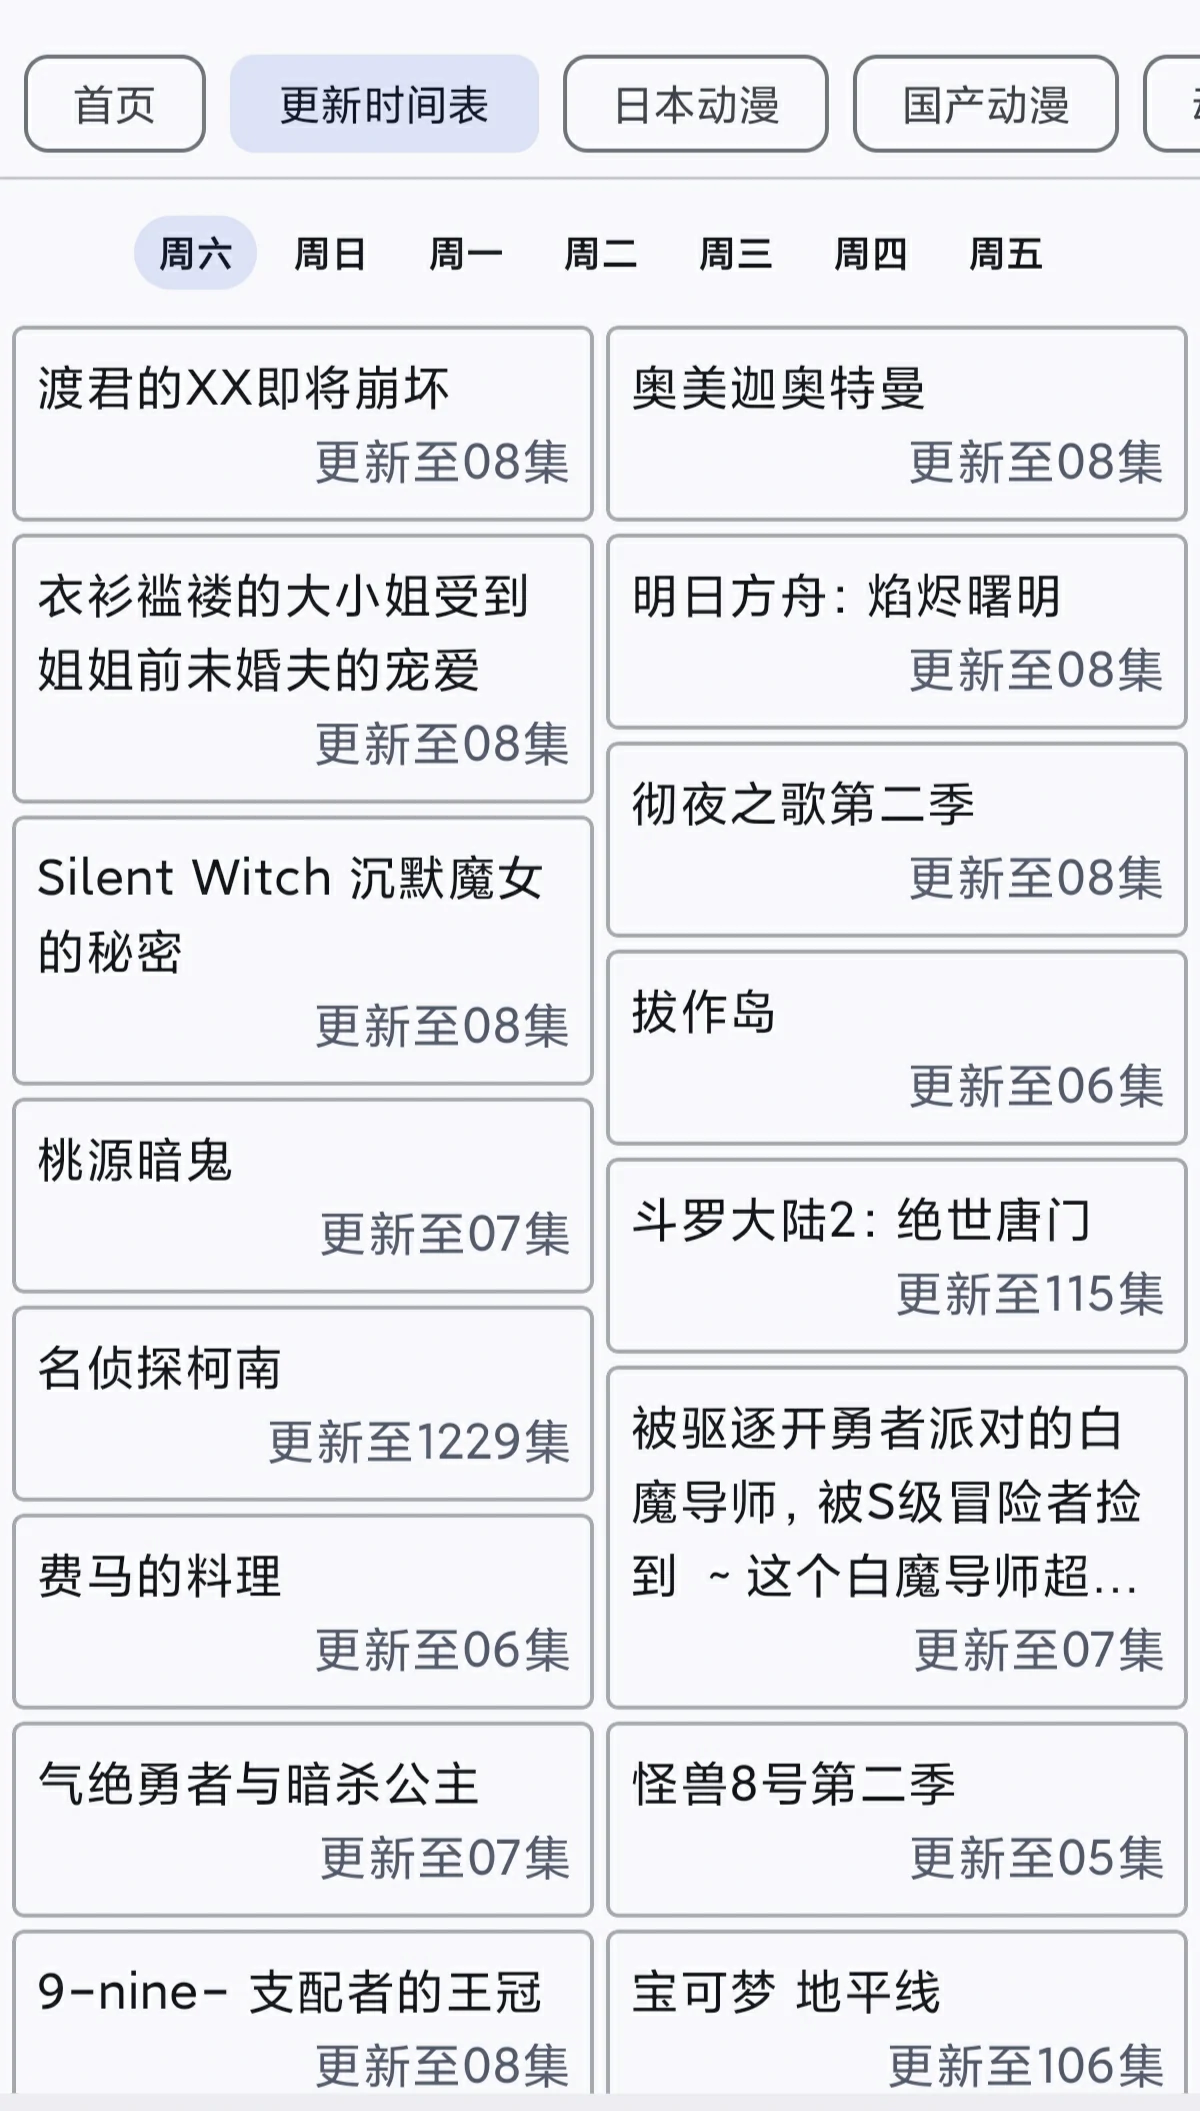 首页
更新时间表
日本动漫
国产动漫
周六
周日
周一
周二
周三
周四
周五
渡君的XX即将崩坏
更新至08集
奥美迦奥特曼
更新至08集
衣衫褴褛的大小姐受到
姐姐前未婚夫的宠爱
更新至08集
明日方舟：焰烬曙明
更新至08集
Silent Witch 沉默魔女
的秘密
更新至08集
彻夜之歌第二季
更新至08集
拔作岛
更新至06集
桃源暗鬼
更新至07集
斗罗大陆2：绝世唐门
更新至115集
名侦探柯南
更新至1229集
被驱逐开勇者派对的白
魔导师，被S级冒险者捡
到 ～这个白魔导师超...
更新至07集
费马的料理
更新至06集
气绝勇者与暗杀公主
更新至07集
怪兽8号第二季
更新至05集
9-nine- 支配者的王冠
更新至08集
宝可梦 地平线
更新至106集